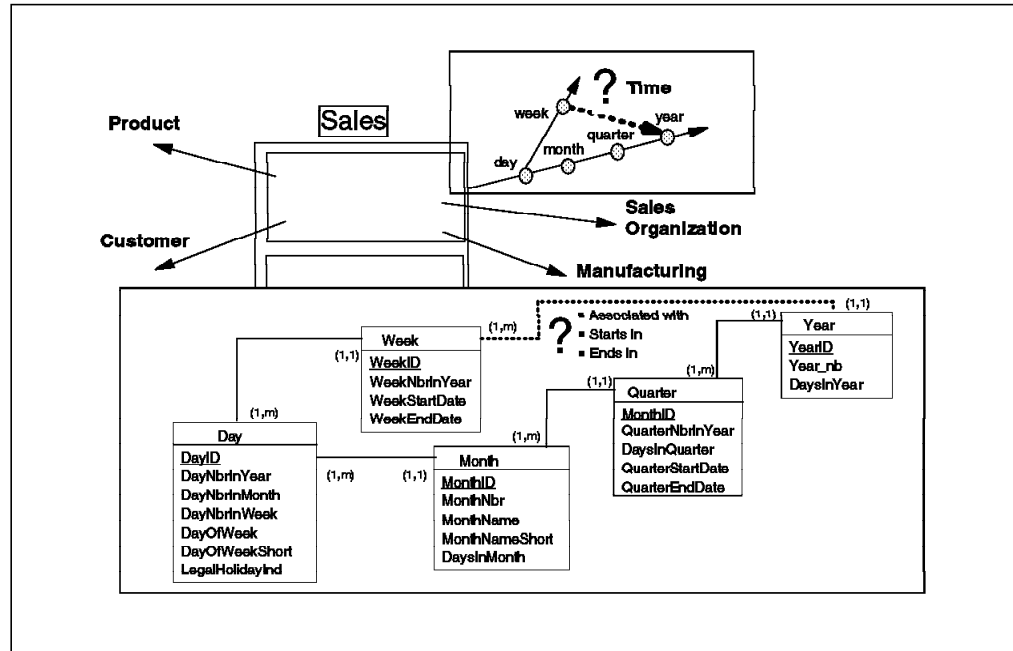 ?
Time
week
year
quarter
month
day
Sales
Product
Sales
Organization
Customer
Manufacturing
?
▪ Associated with
▪ Starts in
▪ Ends in
(1,m)
(1,1)
Week
WeekID
WeekNbrInYear
WeekStartDate
WeekEndDate
(1,1)
(1,m)
Year
YearID
Year_nb
DaysInYear
(1,1)
(1,m)
Quarter
MonthID
QuarterNbrInYear
DaysInQuarter
QuarterStartDate
QuarterEndDate
(1,1)
(1,m)
Day
DayID
DayNbrInYear
DayNbrInMonth
DayNbrInWeek
DayOfWeek
DayOfWeekShort
LegalHolidayInd
(1,m)
(1,1)
Month
MonthID
MonthNbr
MonthName
MonthNameShort
DaysInMonth